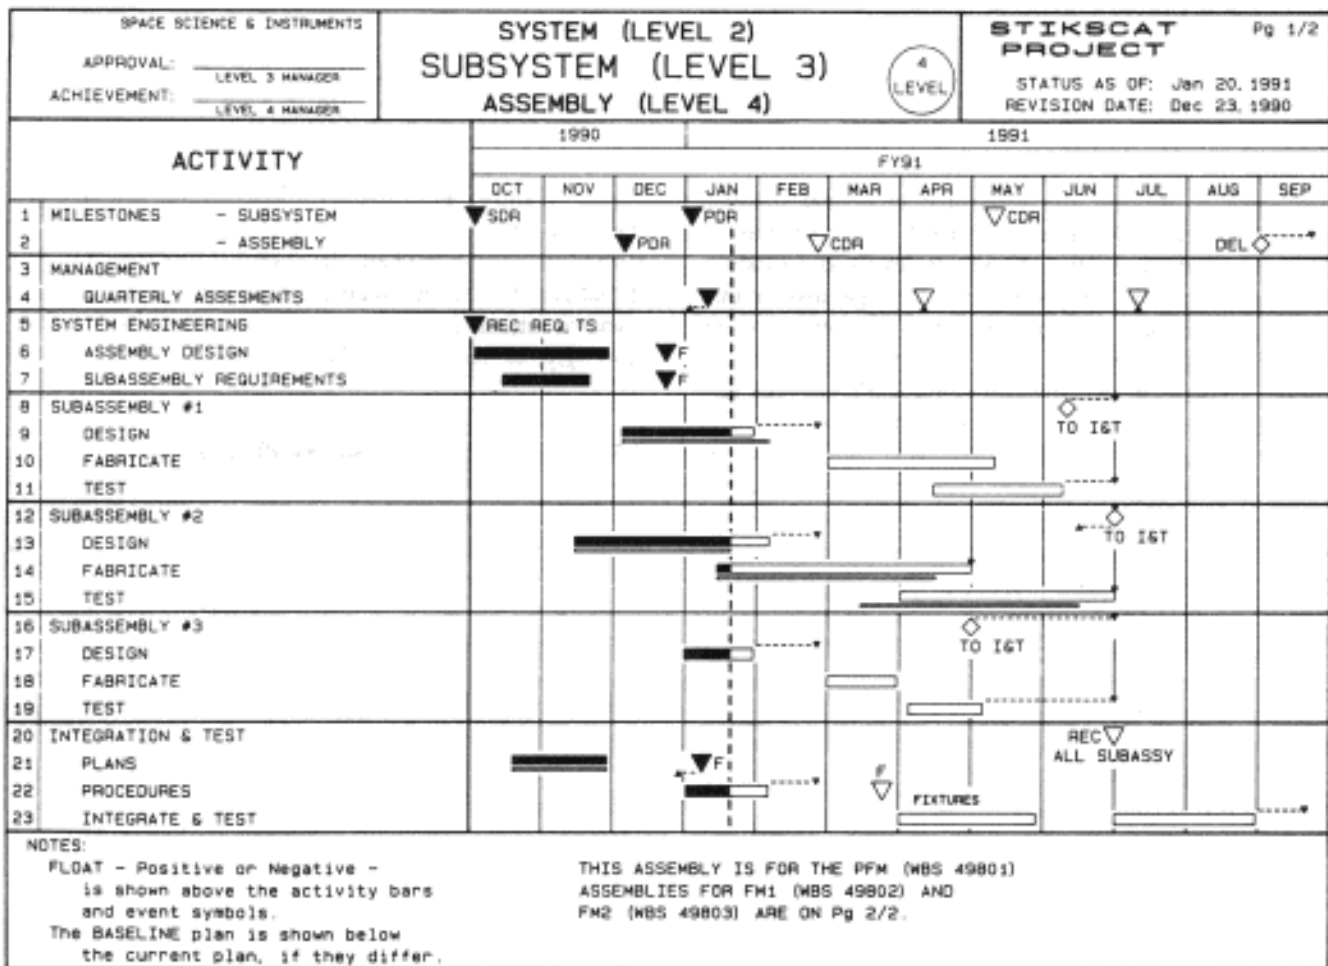 SPACE SCIENCE & INSTRUMENTS
APPROVAL:
LEVEL 3 MANAGER
ACHIEVEMENT:
LEVEL 4 MANAGER
SYSTEM (LEVEL 2)
SUBSYSTEM (LEVEL 3)
ASSEMBLY (LEVEL 4)
4
LEVEL
STIKSCAT Pg 1/2
PROJECT
STATUS AS OF: Jan 20, 1991
REVISION DATE: Dec 23, 1990
ACTIVITY
1990 1991
FY91
OCT NOV DEC JAN FEB MAR APR MAY JUN JUL AUG SEP
1 MILESTONES - SUBSYSTEM SDR PDR CDR
2 - ASSEMBLY PDR CDR DEL
3 MANAGEMENT
4 QUARTERLY ASSESMENTS
5 SYSTEM ENGINEERING REC REQ, TS
6 ASSEMBLY DESIGN F
7 SUBASSEMBLY REQUIREMENTS F
8 SUBASSEMBLY #1
TO I&T
9 DESIGN
10 FABRICATE
11 TEST
12 SUBASSEMBLY #2
TO I&T
13 DESIGN
14 FABRICATE
15 TEST
16 SUBASSEMBLY #3
TO I&T
17 DESIGN
18 FABRICATE
19 TEST
20 INTEGRATION & TEST REC
ALL SUBASSY
21 PLANS F
22 PROCEDURES F
FIXTURES
23 INTEGRATE & TEST
NOTES:
FLOAT - Positive or Negative -
is shown above the activity bars
and event symbols.
The BASELINE plan is shown below
the current plan, if they differ.
THIS ASSEMBLY IS FOR THE PFM (WBS 49801)
ASSEMBLIES FOR FM1 (WBS 49802) AND
FM2 (WBS 49803) ARE ON Pg 2/2.